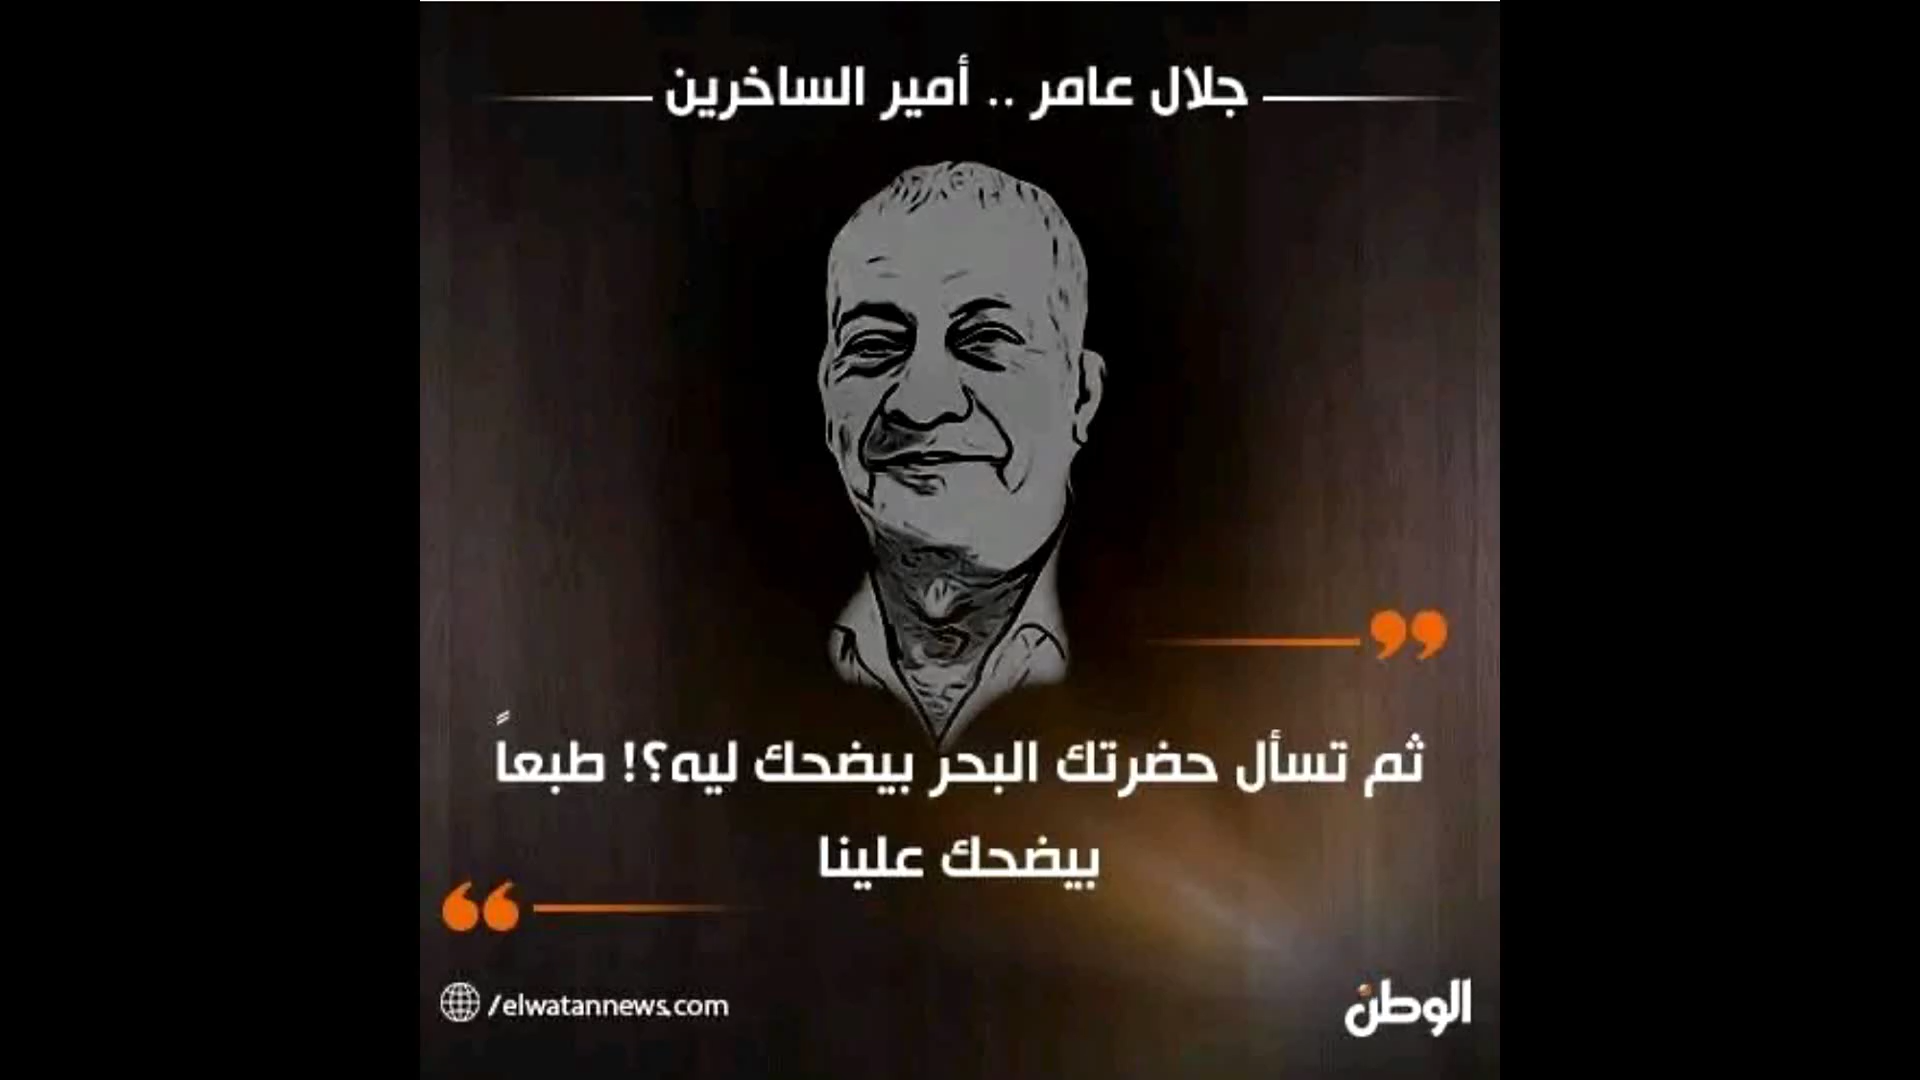 جلال عامر .. أمير الساخرين
ثم تسأل حضرتك البحر بيضحك ليه؟! طبعاً
بيضحك علينا
/elwatannews.com
الوطن